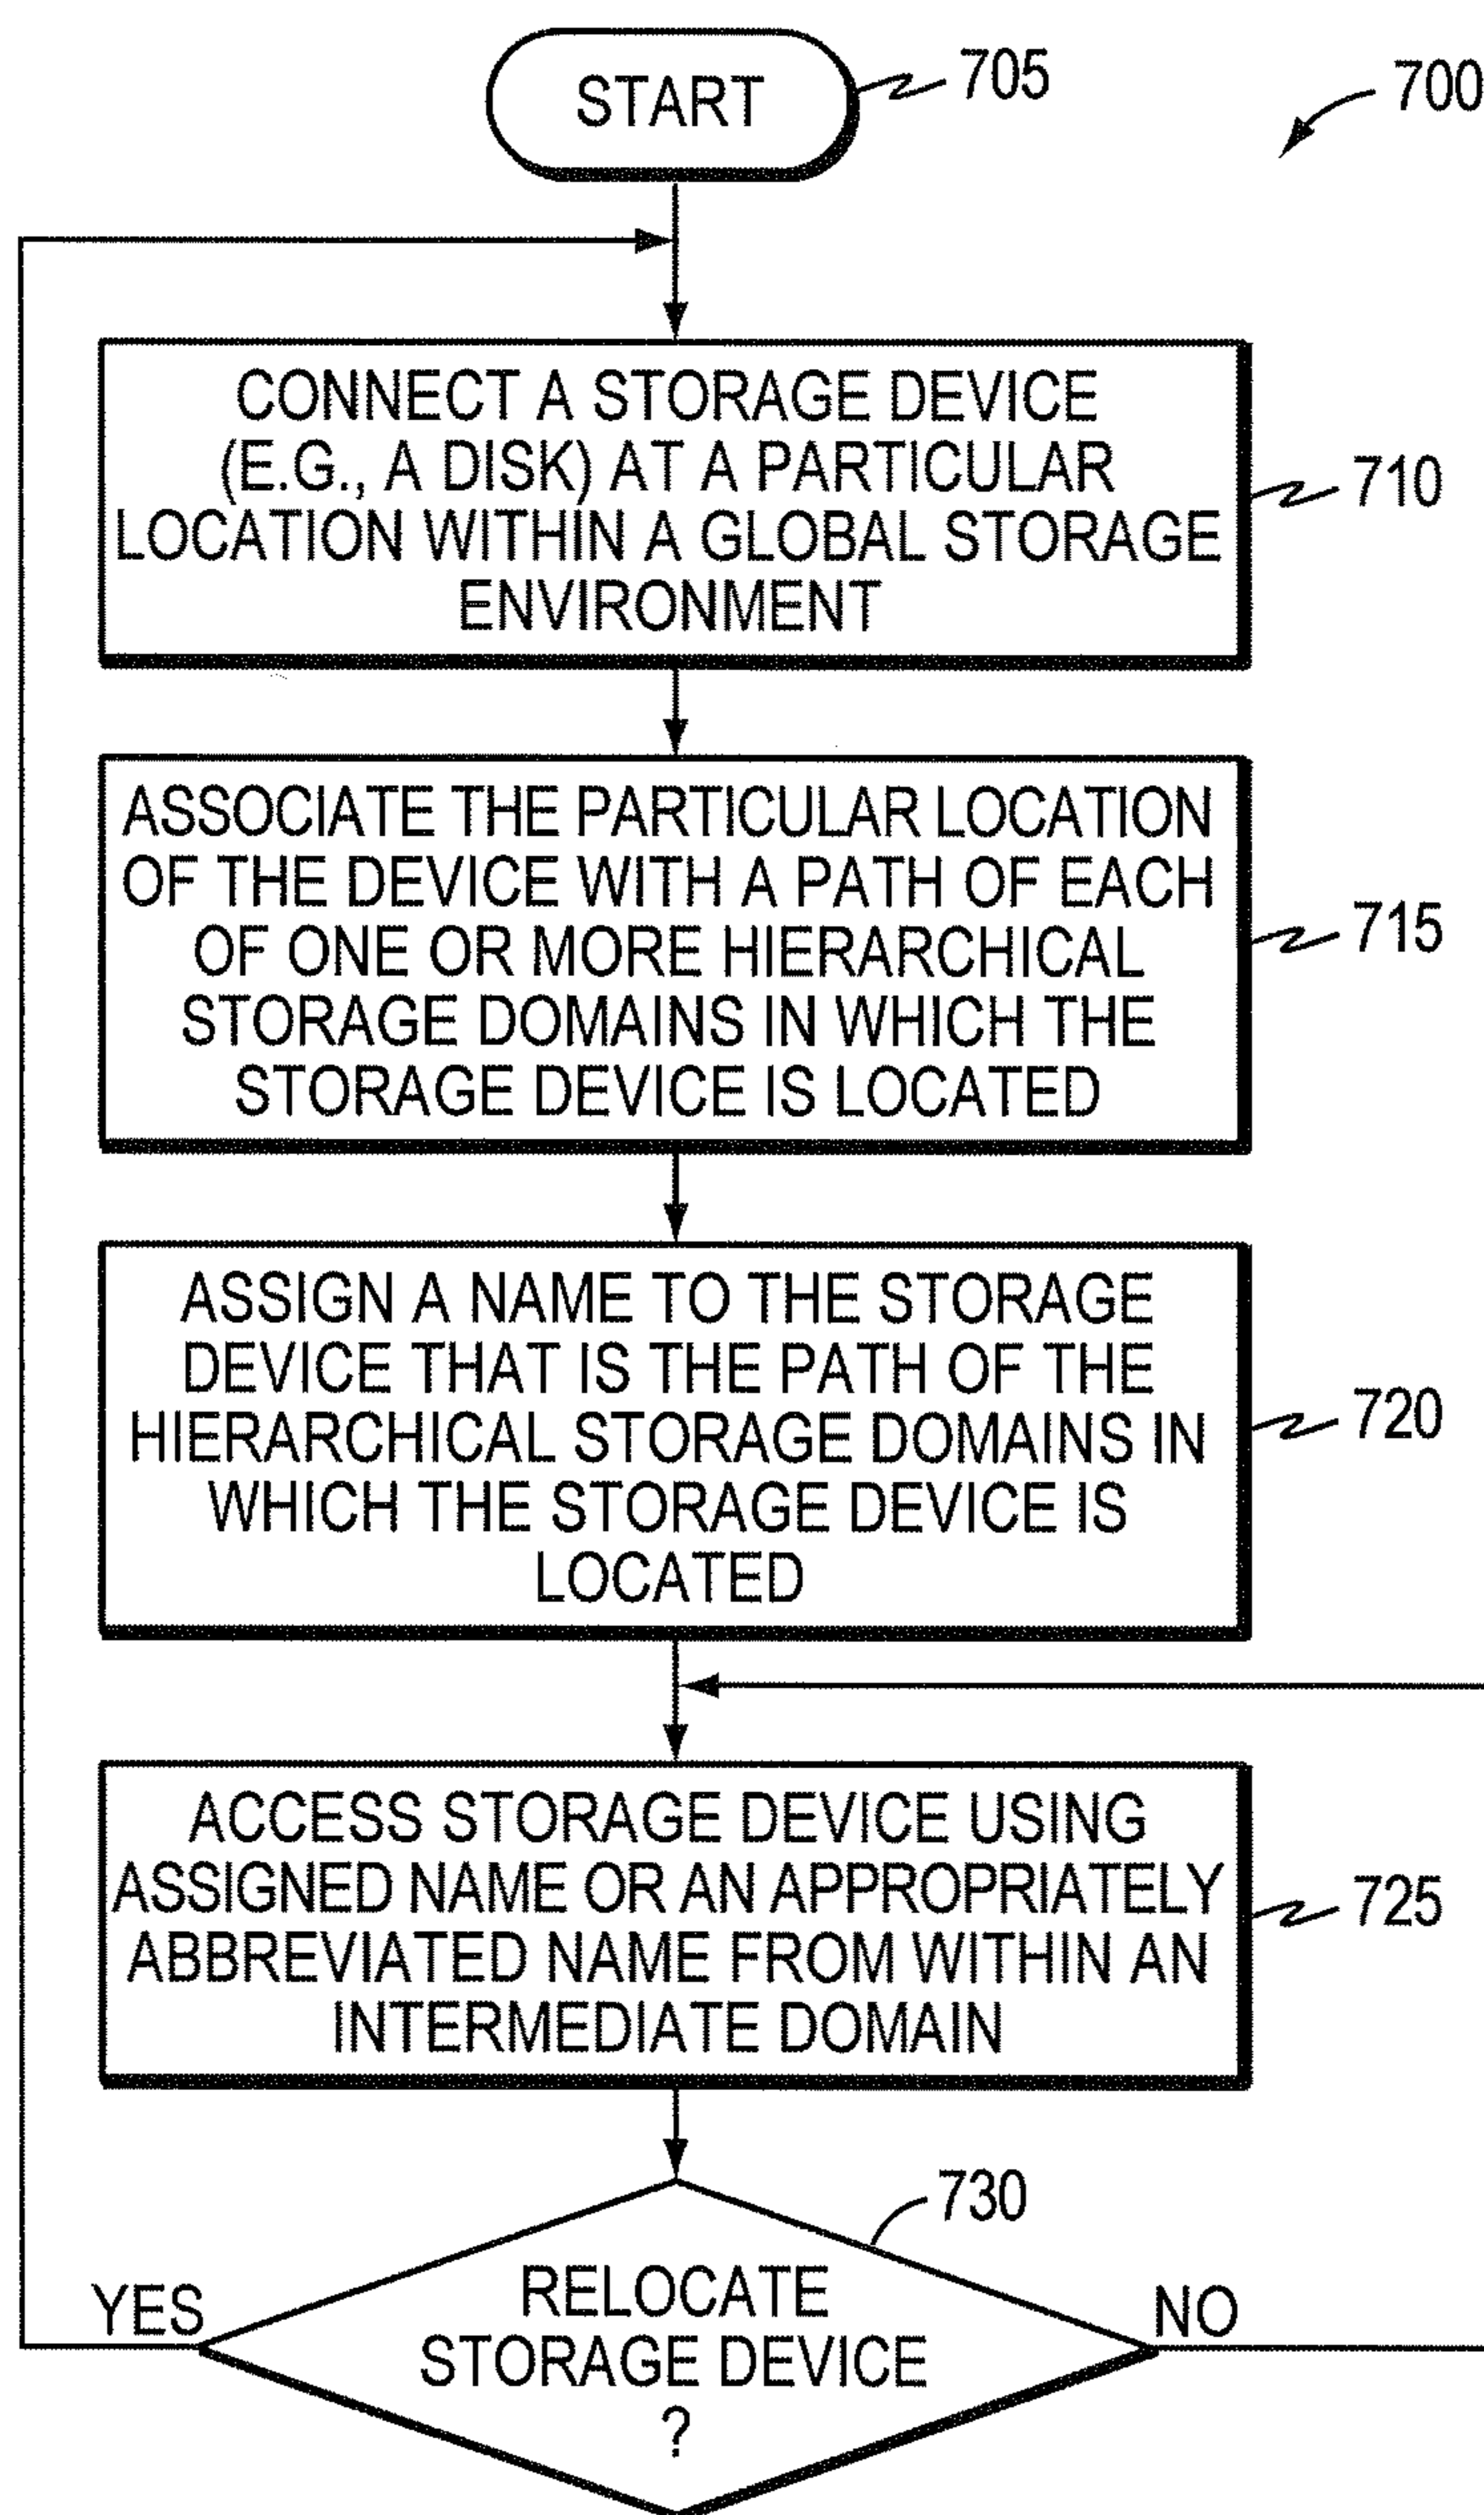 START
705
700
CONNECT A STORAGE DEVICE
(E.G., A DISK) AT A PARTICULAR
LOCATION WITHIN A GLOBAL STORAGE
ENVIRONMENT
710
ASSOCIATE THE PARTICULAR LOCATION
OF THE DEVICE WITH A PATH OF EACH
OF ONE OR MORE HIERARCHICAL
STORAGE DOMAINS IN WHICH THE
STORAGE DEVICE IS LOCATED
715
ASSIGN A NAME TO THE STORAGE
DEVICE THAT IS THE PATH OF THE
HIERARCHICAL STORAGE DOMAINS IN
WHICH THE STORAGE DEVICE IS
LOCATED
720
ACCESS STORAGE DEVICE USING
ASSIGNED NAME OR AN APPROPRIATELY
ABBREVIATED NAME FROM WITHIN AN
INTERMEDIATE DOMAIN
725
730
YES
RELOCATE
STORAGE DEVICE
?
NO